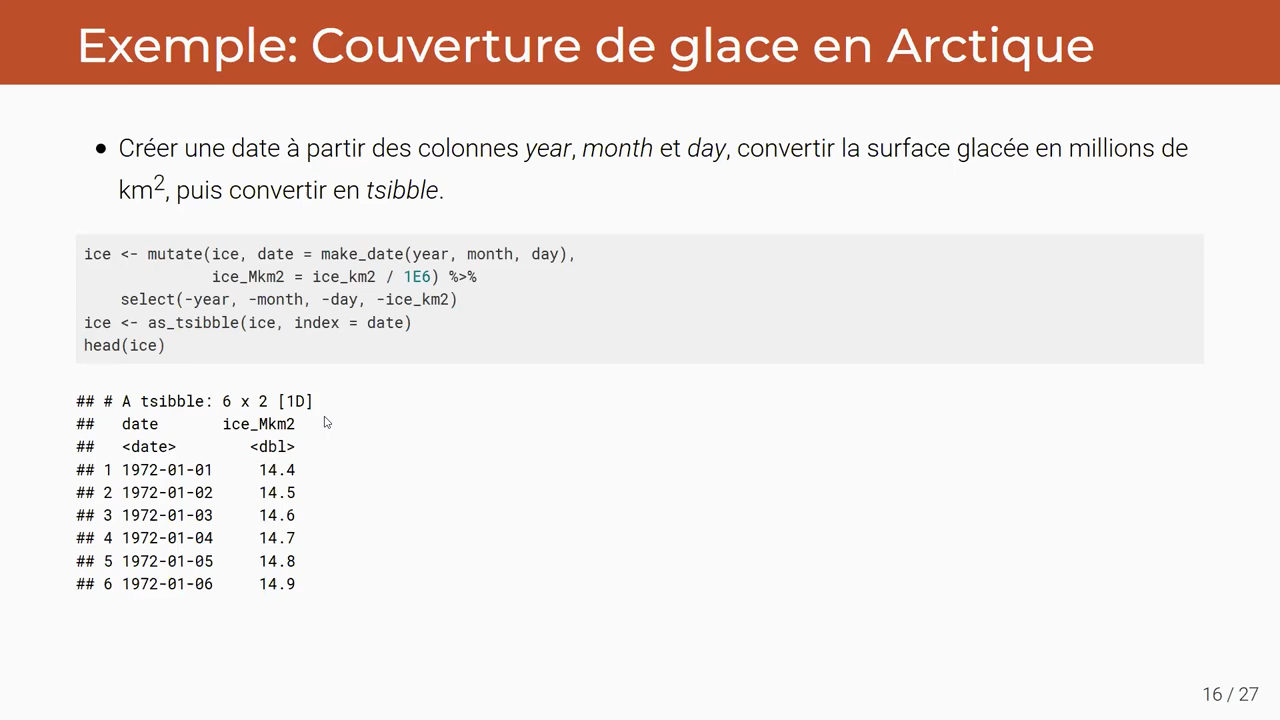 Exemple: Couverture de glace en Arctique
Créer une date à partir des colonnes year, month et day, convertir la surface glacée en millions de
km², puis convertir en tsibble.
ice <- mutate(ice, date = make_date(year, month, day),
ice_Mkm2 = ice_km2 / 1E6) %>%
select(-year, -month, -day, -ice_km2)
ice <- as_tsibble(ice, index = date)
head(ice)
## # A tsibble: 6 x 2 [1D]
## date ice_Mkm2
## <date> <dbl>
## 1 1972-01-01 14.4
## 2 1972-01-02 14.5
## 3 1972-01-03 14.6
## 4 1972-01-04 14.7
## 5 1972-01-05 14.8
## 6 1972-01-06 14.9
16 / 27